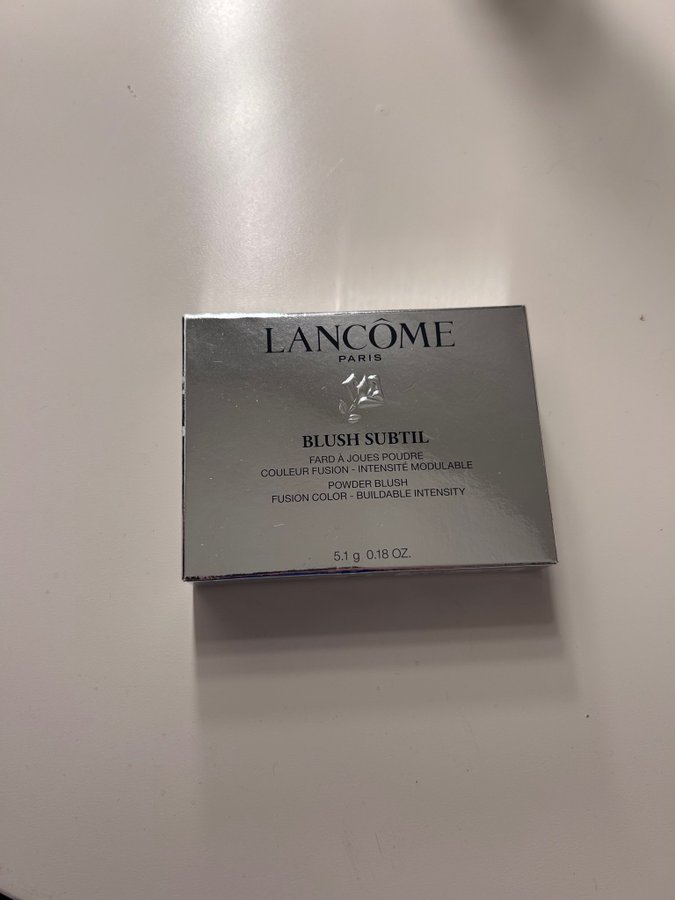 LANCÔME
PARIS
BLUSH SUBTIL
FARD À JOUES POUDRE
COULEUR FUSION - INTENSITÉ MODULABLE
POWDER BLUSH
FUSION COLOR - BUILDABLE INTENSITY
5.1 g 0.18 OZ.